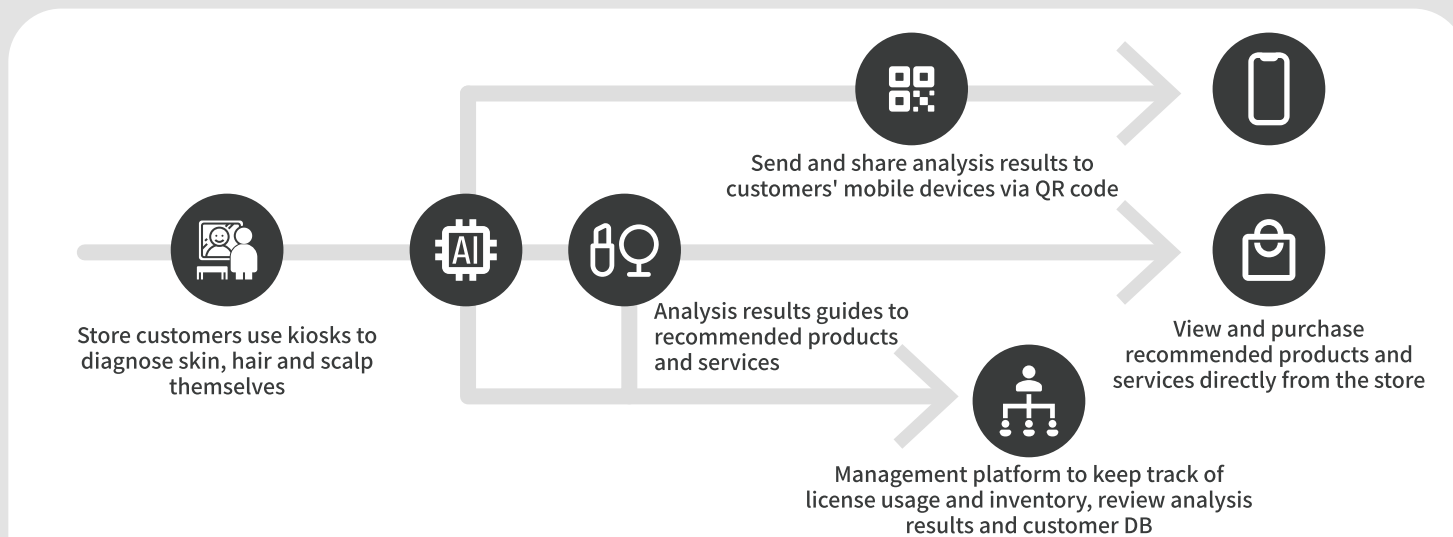 Send and share analysis results to
customers' mobile devices via QR code
AI
Store customers use kiosks to
diagnose skin, hair and scalp
themselves
Analysis results guides to
recommended products
and services
View and purchase
recommended products and
services directly from the store
Management platform to keep track of
license usage and inventory, review analysis
results and customer DB